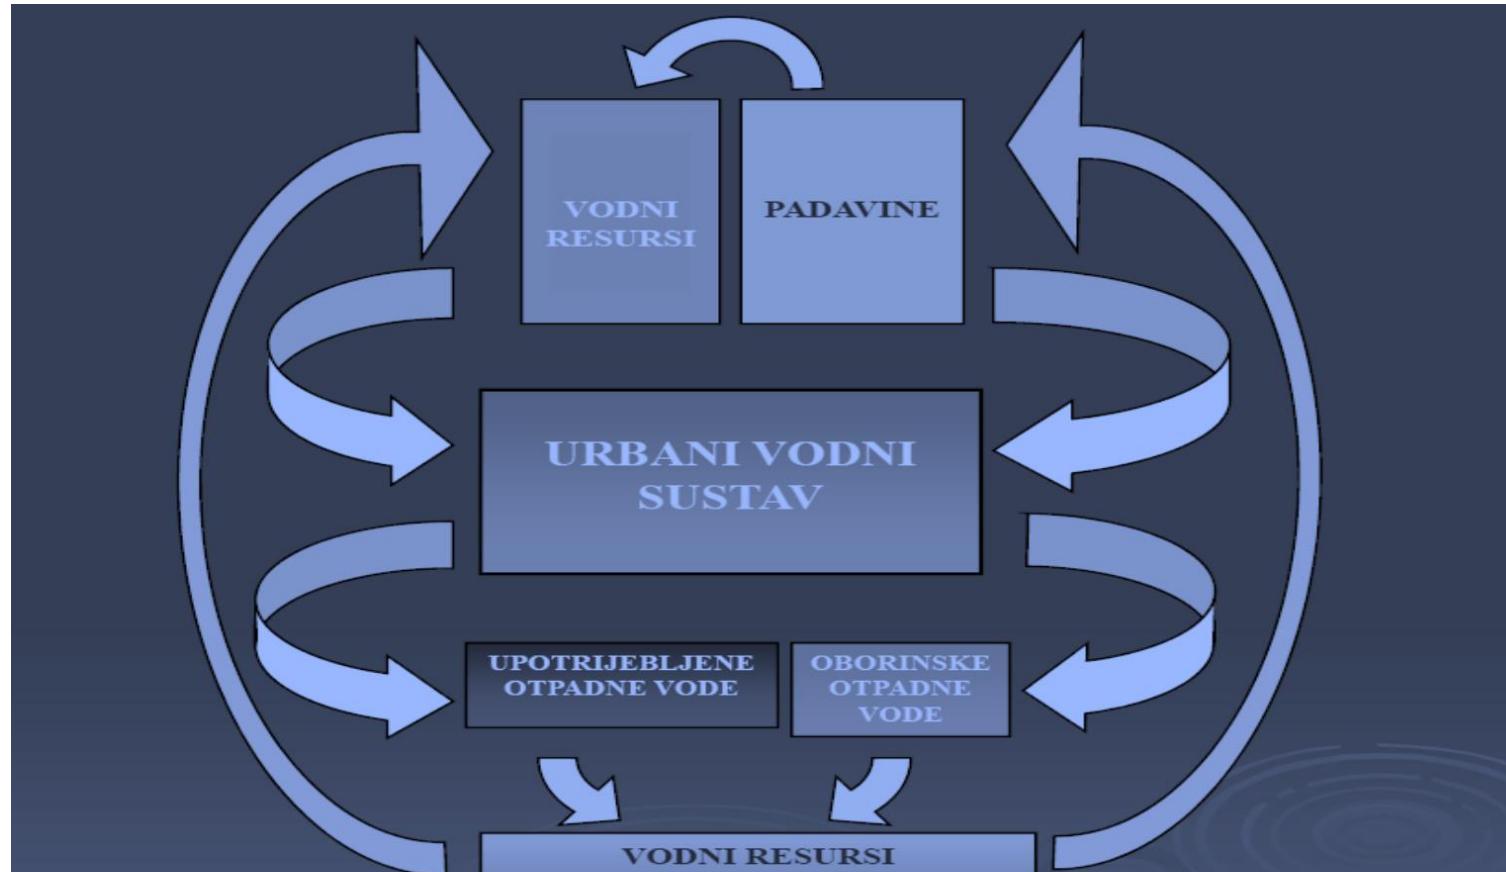 VODNI
RESURSI
PADAVINE
URBANI VODNI
SUSTAV
UPOTRIJEBLJENE
OTPADNE VODE
OBORINSKE
OTPADNE
VODE
VODNI RESURSI